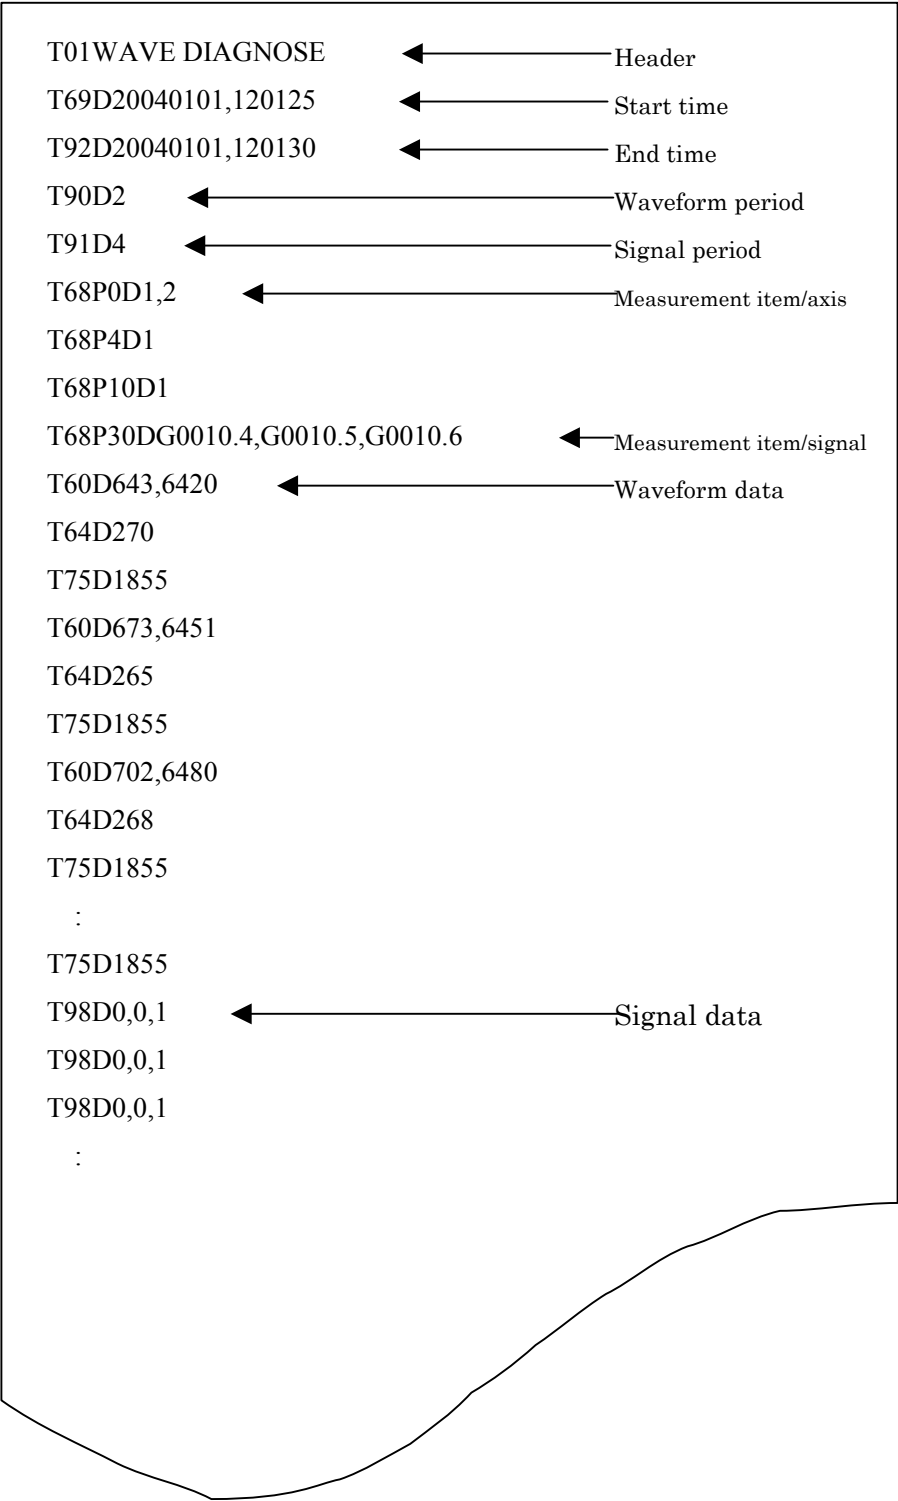 T01WAVE DIAGNOSE Header
T69D20040101,120125 Start time
T92D20040101,120130 End time
T90D2 Waveform period
T91D4 Signal period
T68P0D1,2 Measurement item/axis
T68P4D1
T68P10D1
T68P30DG0010.4,G0010.5,G0010.6 Measurement item/signal
T60D643,6420 Waveform data
T64D270
T75D1855
T60D673,6451
T64D265
T75D1855
T60D702,6480
T64D268
T75D1855
:
T75D1855
T98D0,0,1 Signal data
T98D0,0,1
T98D0,0,1
: